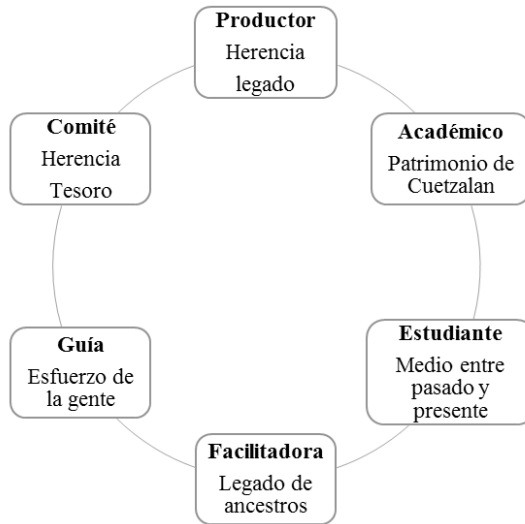 Productor
Herencia
legado
Académico
Patrimonio de
Cuetzalan
Estudiante
Medio entre
pasado y
presente
Facilitadora
Legado de
ancestros
Guía
Esfuerzo de
la gente
Comité
Herencia
Tesoro